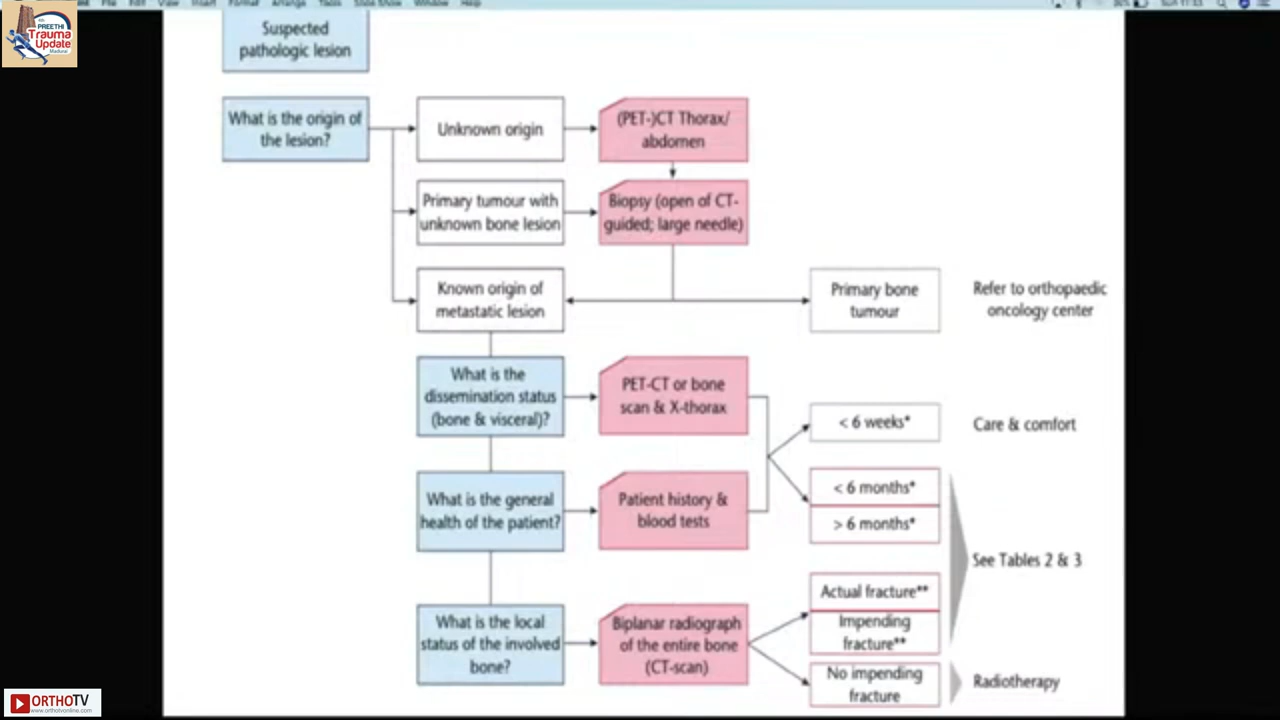 PREETHI
Trauma
Update
Suspected
pathologic lesion
What is the origin of
the lesion?
Unknown origin
(PET-)CT Thorax/
abdomen
Primary tumour with
unknown bone lesion
Biopsy (open of CT-
guided; large needle)
Known origin of
metastatic lesion
Primary bone
tumour
Refer to orthopaedic
oncology center
What is the
dissemination status
(bone & visceral)?
PET-CT or bone
scan & X-thorax
< 6 weeks*
Care & comfort
What is the general
health of the patient?
Patient history &
blood tests
< 6 months*
> 6 months*
See Tables 2 & 3
What is the local
status of the involved
bone?
Biplanar radiograph
of the entire bone
(CT-scan)
Actual fracture**
Impending
fracture**
No impending
fracture
Radiotherapy
ORTHOTV
www.orthotvonline.com